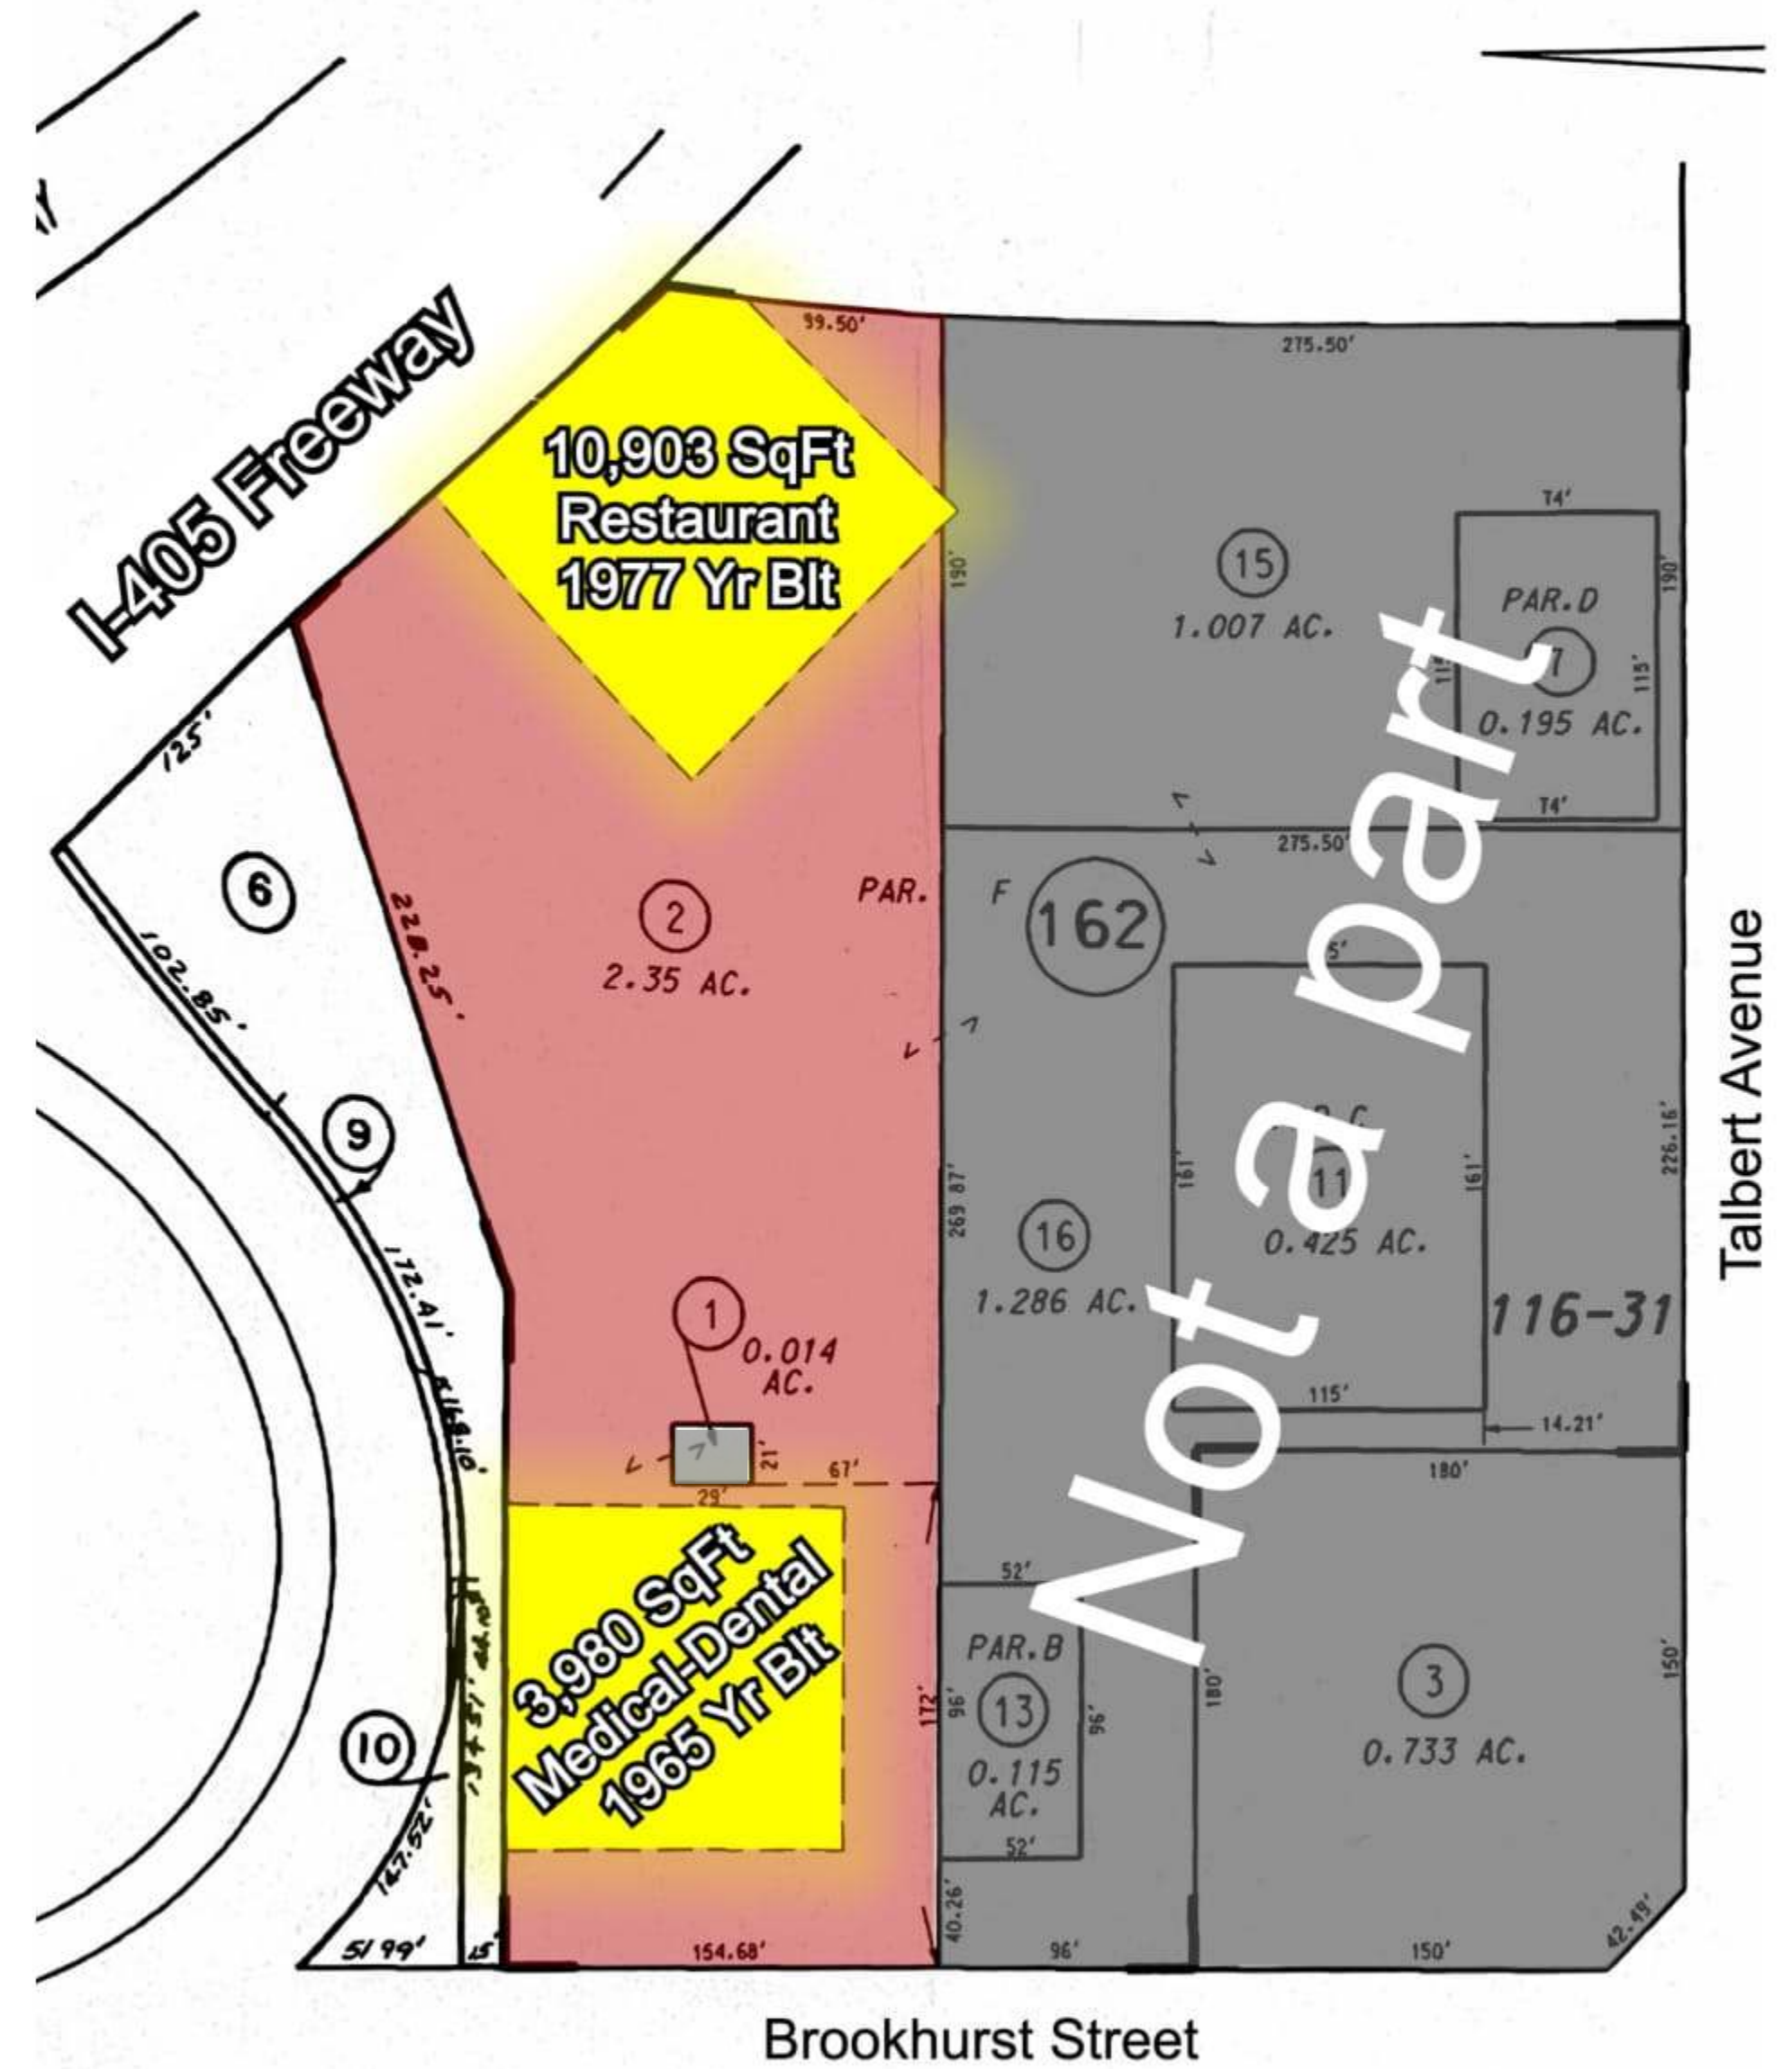 I-405 Freeway
99.50'
275.50'
10,903 SqFt
Restaurant
1977 Yr Blt
190'
15
1.007 AC.
74'
PAR.D
7
190'
115'
0.195 AC.
74'
275.50'
125'
6
220.25'
102.85'
2
2.35 AC.
PAR.
F
162
Not a part
Talbert Avenue
9
172.41'
269 87'
16
1.286 AC.
161'
11
161'
0.425 AC.
226.16'
116-31
115'
14.21'
180'
1
0.014
AC.
21'
67'
29'
3,980 SqFt
Medical-Dental
1965 Yr Blt
172'
52'
PAR.B
13
96'
96'
0.115
AC.
52'
40.26'
180'
3
0.733 AC.
150'
10
147.52'
51 99'
15'
154.68'
96'
150'
42.49'
Brookhurst Street